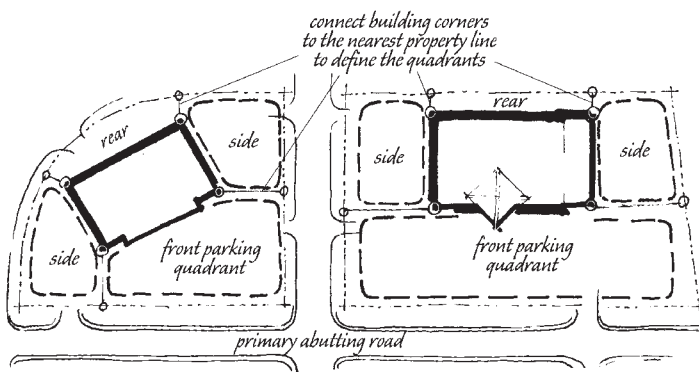 connect building corners
to the nearest property line
to define the quadrants
rear
side
side
front parking
quadrant
rear
side
side
front parking
quadrant
primary abutting road